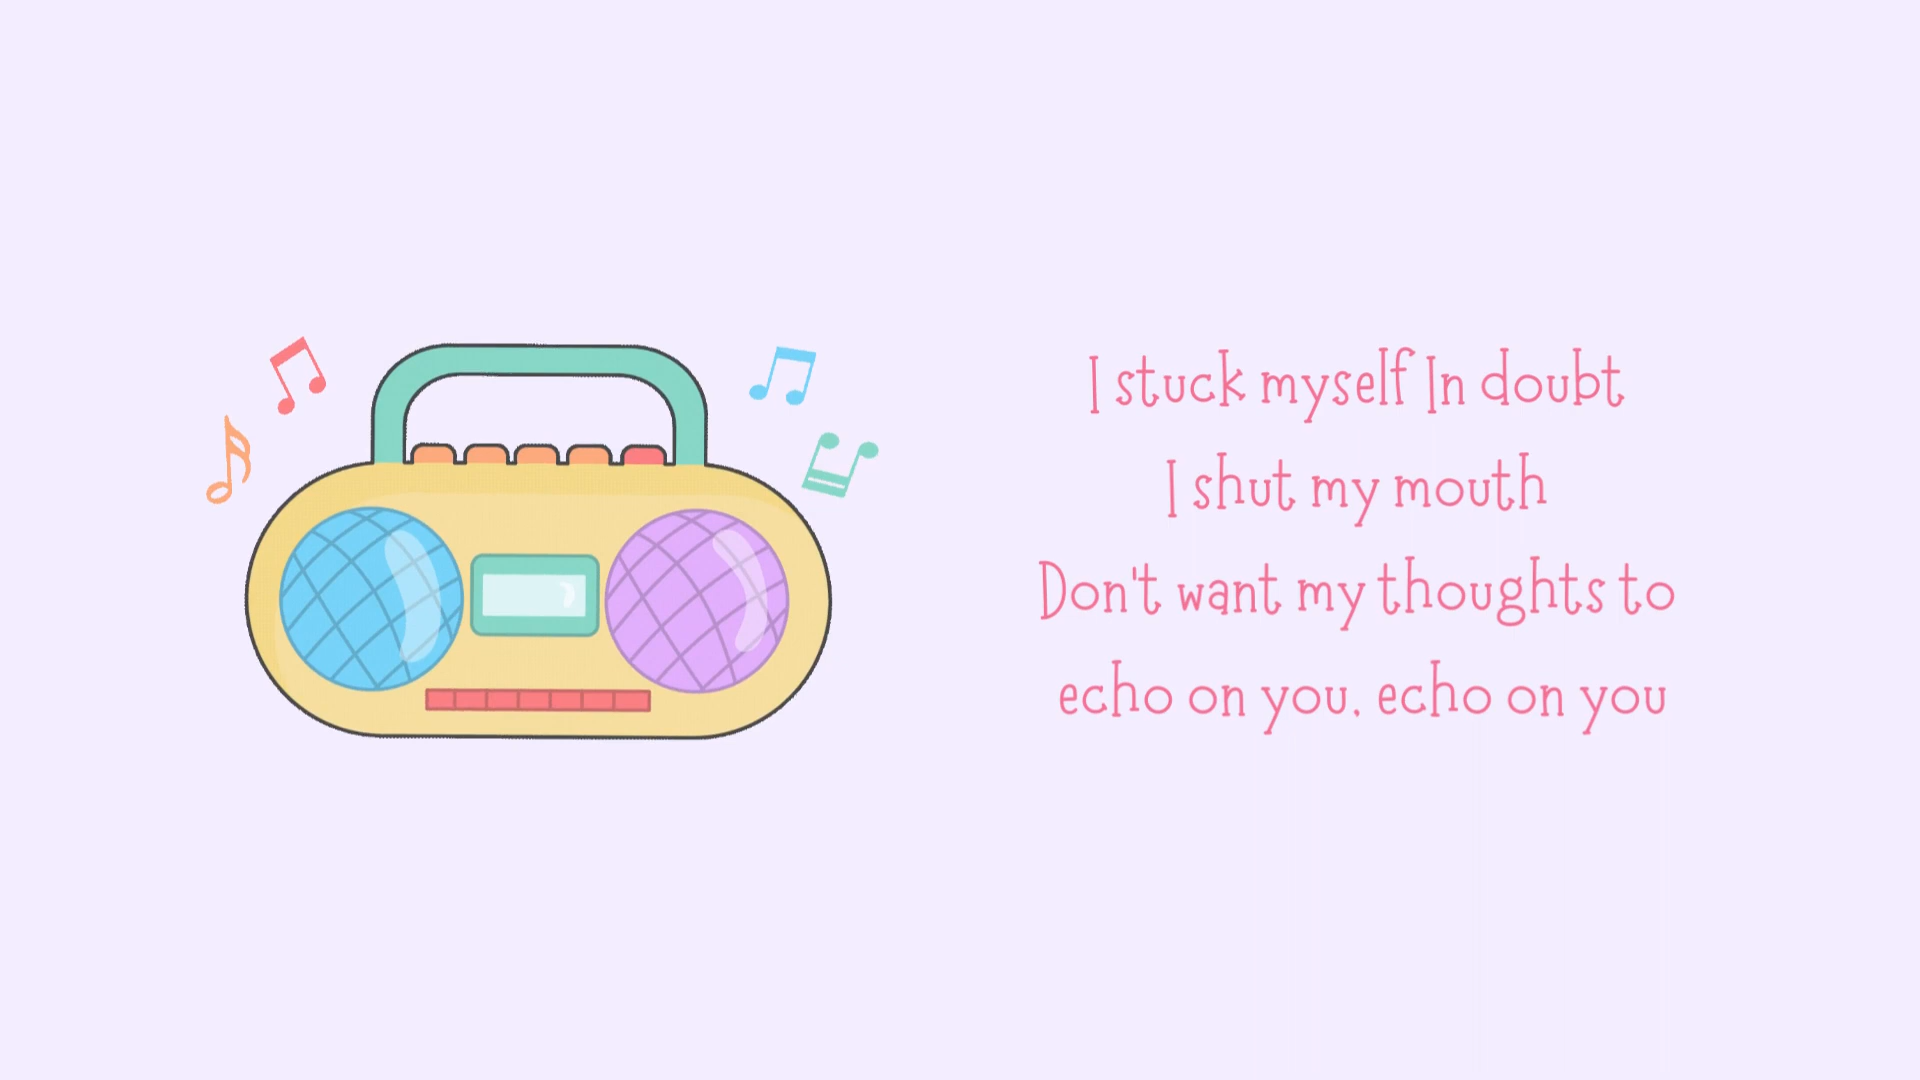 I stuck myself In doubt
I shut my mouth
Don't want my thoughts to
echo on you, echo on you